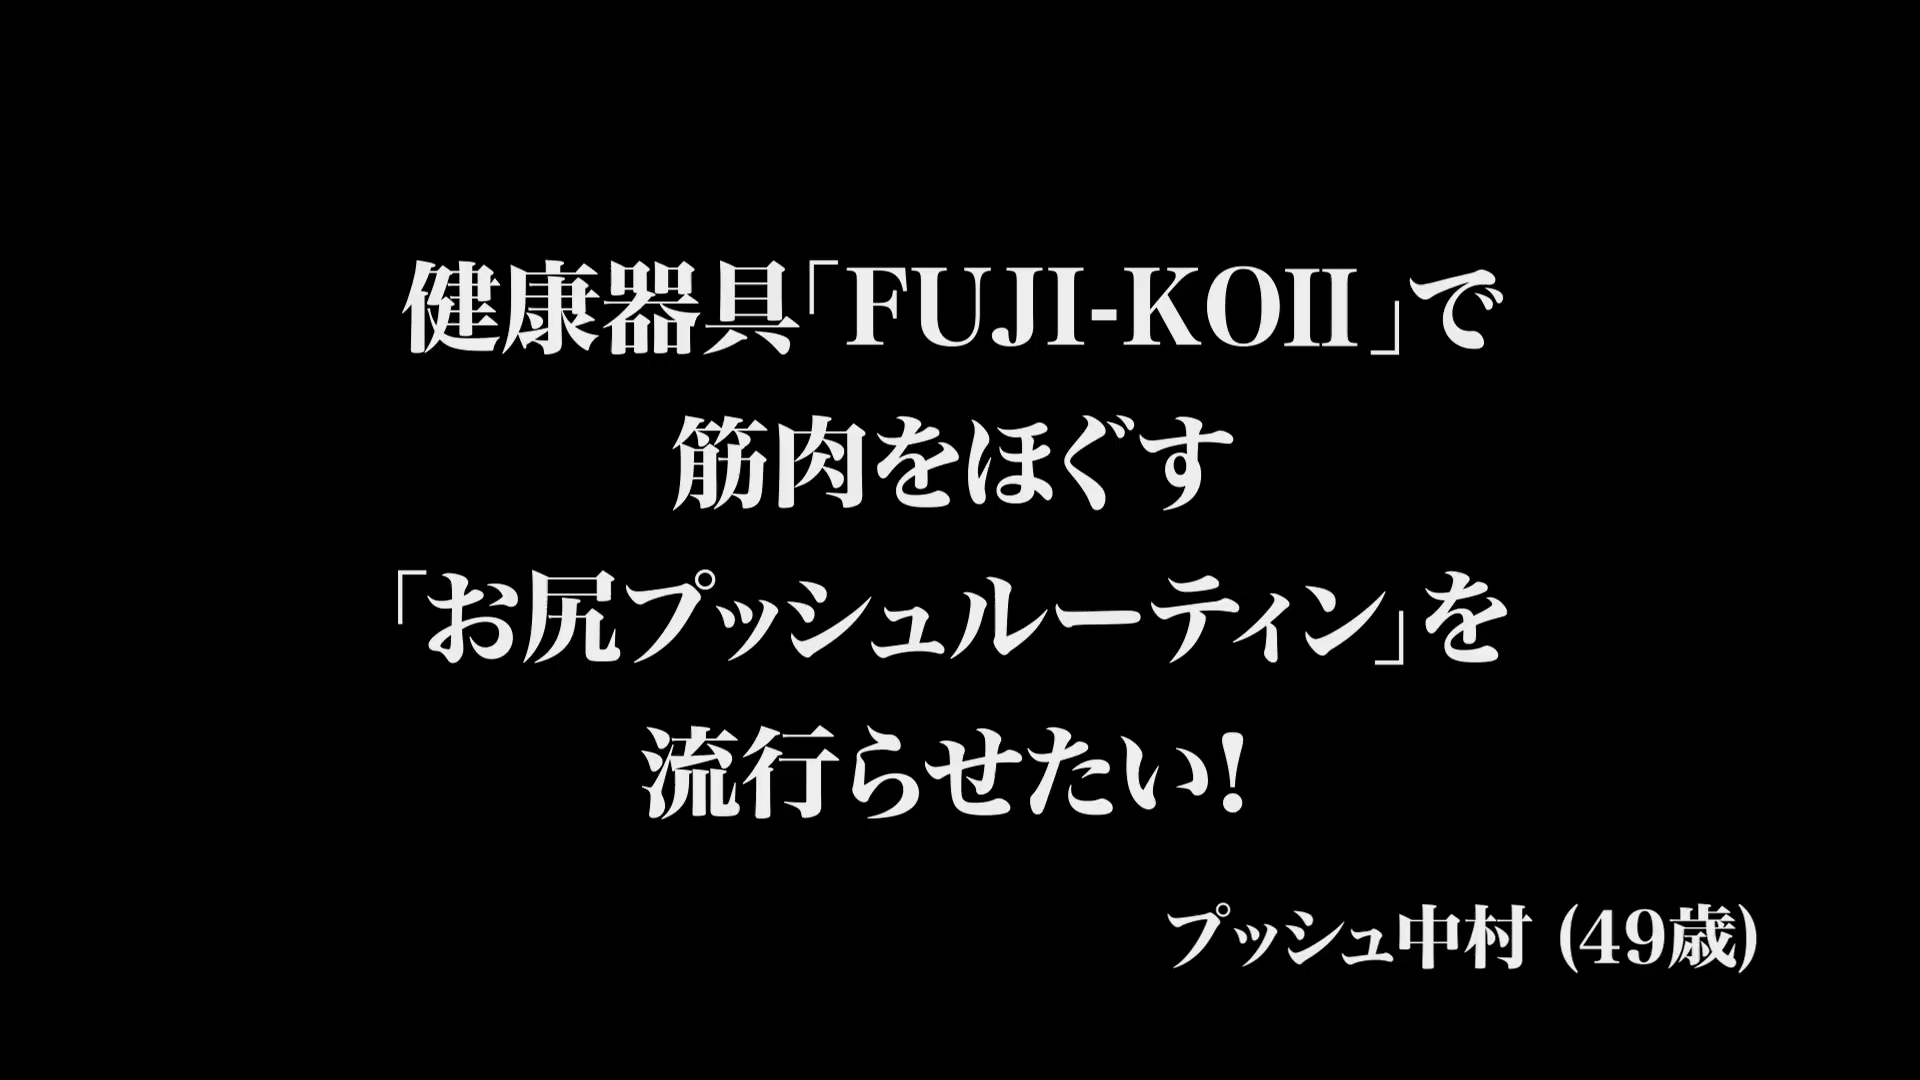 健康器具「FUJI-KOII」で
筋肉をほぐす
「お尻プッシュルーティン」を
流行らせたい!
プッシュ中村 (49歳)